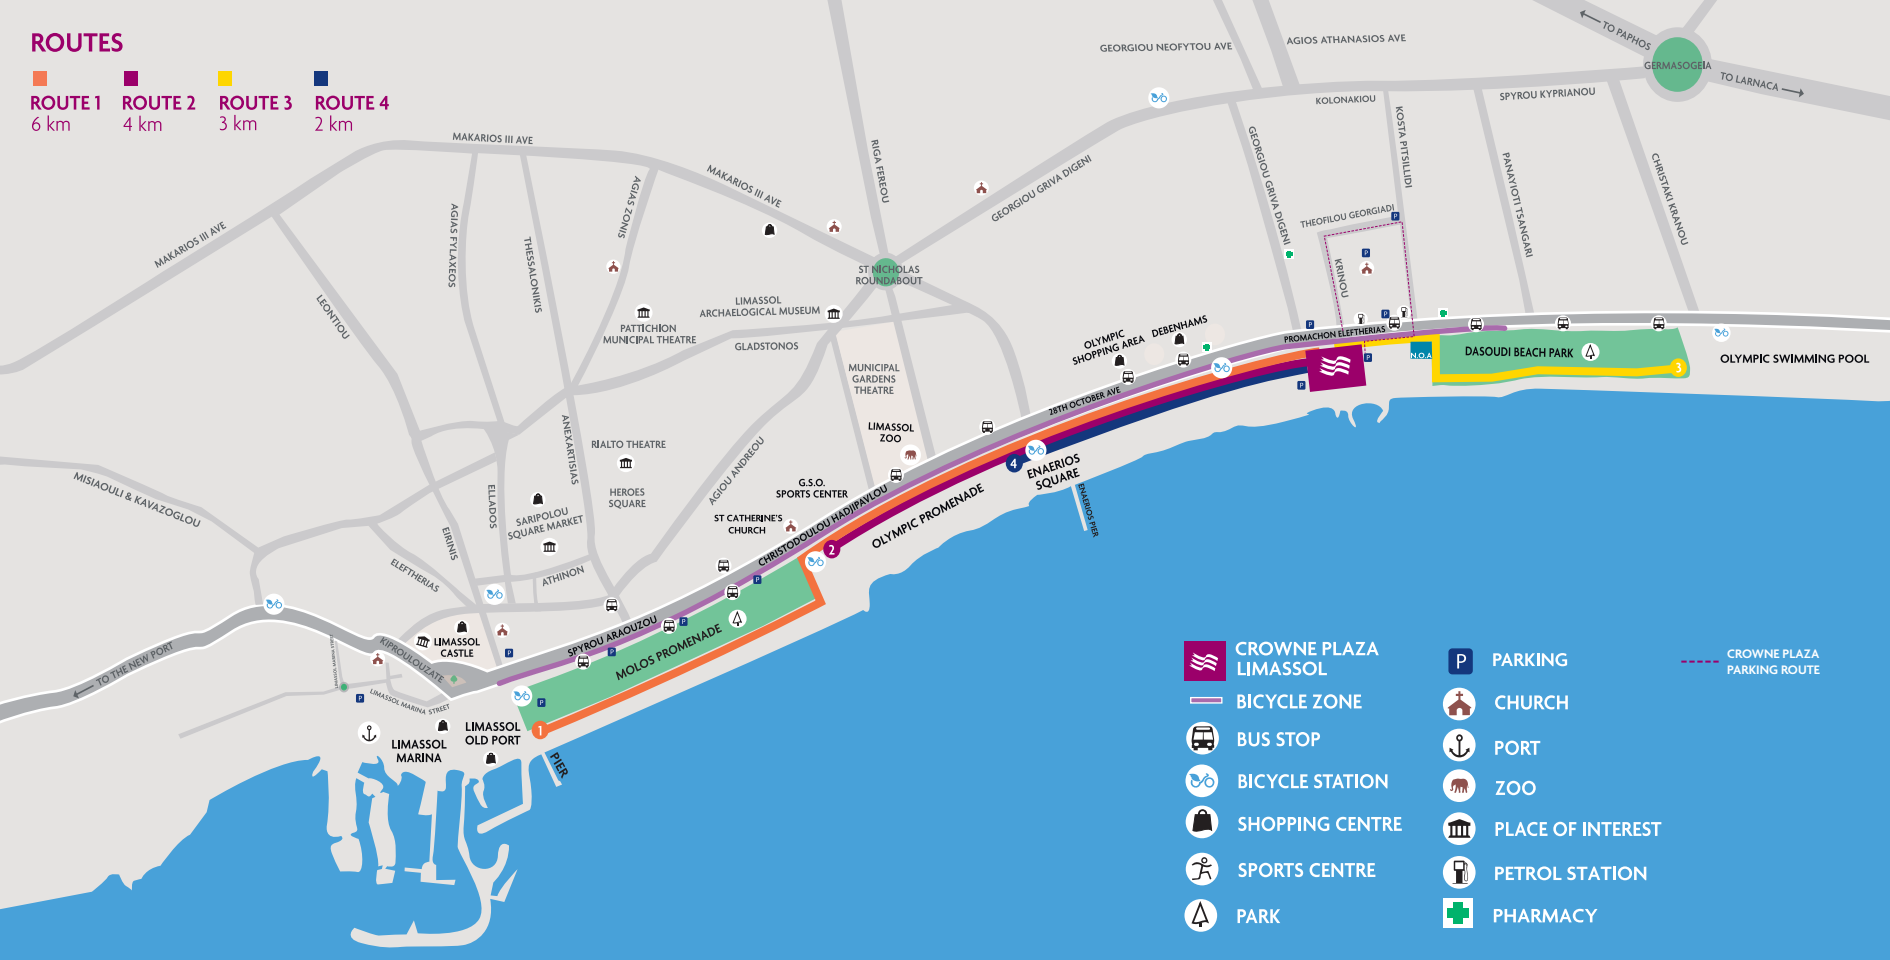 ROUTES
ROUTE 1
6 km
ROUTE 2
4 km
ROUTE 3
3 km
ROUTE 4
2 km
MAKARIOS III AVE
MAKARIOS III AVE
MAKARIOS III AVE
LEONTIOU
AGIAS FYLAXEOS
THESSALONIKIS
AGIAS ZONIS
RIGA FEREOU
GEORGIOU GRIVA DIGENI
GEORGIOU NEOFYTOU AVE
AGIOS ATHANASIOS AVE
TO PAPHOS
GERMASOGEIA
TO LARNACA
KOLONAKIOU
SPYROU KYPRIANOU
GEORGIOU GRIVA DIGENI
KOSTA PITSILLIDI
PANAYIOTI TSANGARI
CHRISTAKI KRANOU
THEOFILOU GEORGIADI
KRINOU
P
P
P
P
P
P
ST NICHOLAS
ROUNDABOUT
LIMASSOL
ARCHAELOGICAL MUSEUM
PATTICHION
MUNICIPAL THEATRE
GLADSTONOS
MUNICIPAL
GARDENS
THEATRE
LIMASSOL
ZOO
OLYMPIC
SHOPPING AREA
DEBENHAMS
PROMACHON ELEFTHERIAS
N.O.A
DASOUDI BEACH PARK
3
OLYMPIC SWIMMING POOL
28TH OCTOBER AVE
4
ENAERIOS
SQUARE
ENAERIOS PIER
OLYMPIC PROMENADE
2
CHRISTODOULOU HADJIPAVLOU
G.S.O.
SPORTS CENTER
ST CATHERINE'S
CHURCH
AGIOU ANDREOU
ANEXARTISIAS
RIALTO THEATRE
HEROES
SQUARE
SARIPOLOU
SQUARE MARKET
ELLADOS
EIRINIS
ATHINON
ELEFTHERIAS
MISIAOULI & KAVAZOGLOU
SPYROU ARAOUZOU
P
P
P
P
P
P
MOLOS PROMENADE
1
PIER
LIMASSOL
CASTLE
KIPROULOUZATE
TO THE NEW PORT
LIMASSOL MARINA STREET
LIMASSOL
MARINA
LIMASSOL
OLD PORT
CROWNE PLAZA
LIMASSOL
BICYCLE ZONE
BUS STOP
BICYCLE STATION
SHOPPING CENTRE
SPORTS CENTRE
PARK
P
PARKING
CHURCH
PORT
ZOO
PLACE OF INTEREST
PETROL STATION
PHARMACY
CROWNE PLAZA
PARKING ROUTE